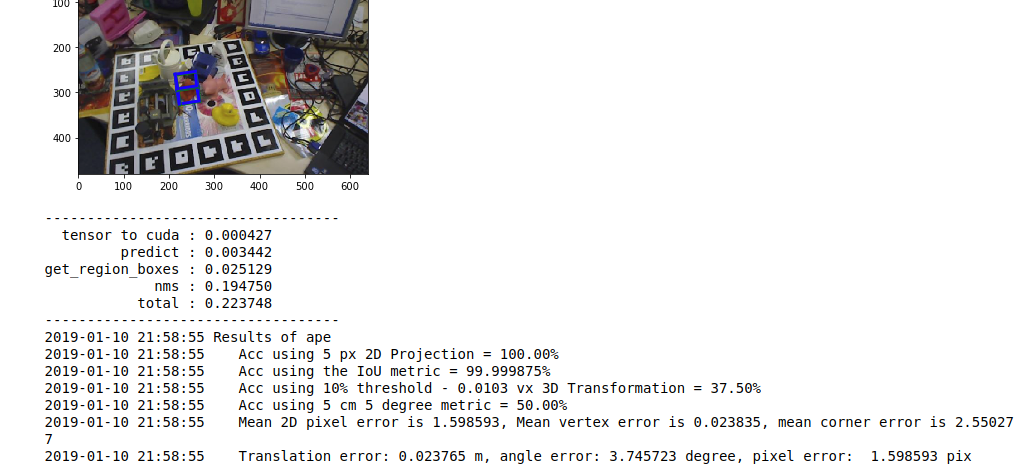 100
200
300
400
0 100 200 300 400 500 600
-----------------------------------
tensor to cuda : 0.000427
predict : 0.003442
get_region_boxes : 0.025129
nms : 0.194750
total : 0.223748
-----------------------------------
2019-01-10 21:58:55 Results of ape
2019-01-10 21:58:55    Acc using 5 px 2D Projection = 100.00%
2019-01-10 21:58:55    Acc using the IoU metric = 99.999875%
2019-01-10 21:58:55    Acc using 10% threshold - 0.0103 vx 3D Transformation = 37.50%
2019-01-10 21:58:55    Acc using 5 cm 5 degree metric = 50.00%
2019-01-10 21:58:55    Mean 2D pixel error is 1.598593, Mean vertex error is 0.023835, mean corner error is 2.55027
7
2019-01-10 21:58:55    Translation error: 0.023765 m, angle error: 3.745723 degree, pixel error:  1.598593 pix